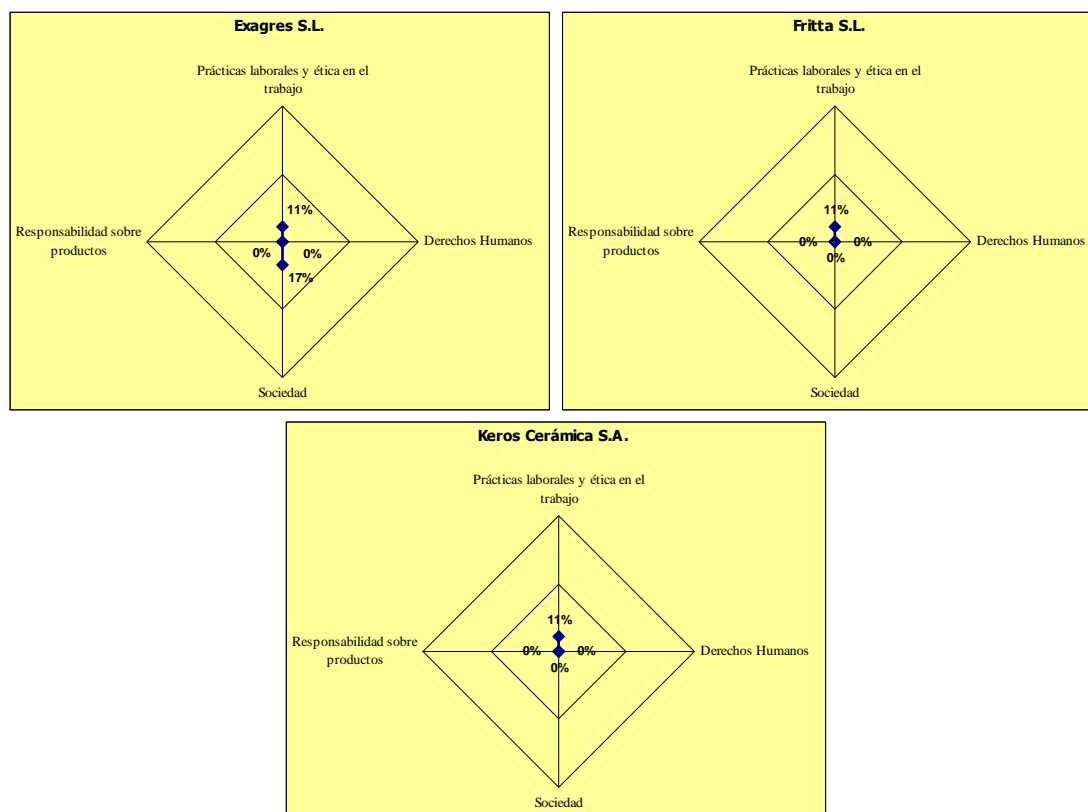 Exagres S.L.
Prácticas laborales y ética en el
trabajo
11%
Responsabilidad sobre
productos
0%
0%
Derechos Humanos
17%
Sociedad
Fritta S.L.
Prácticas laborales y ética en el
trabajo
11%
Responsabilidad sobre
productos
0%
0%
Derechos Humanos
0%
Sociedad
Keros Cerámica S.A.
Prácticas laborales y ética en el
trabajo
11%
Responsabilidad sobre
productos
0%
0%
Derechos Humanos
0%
Sociedad